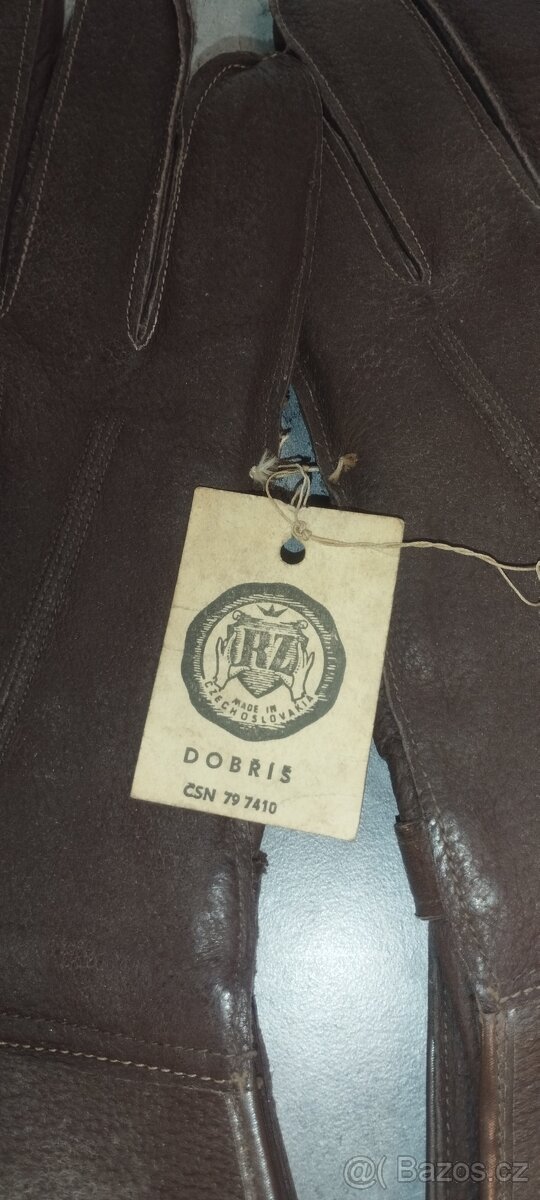 RZ
MADE IN
CZECHOSLOVAKIA
DOBŘÍŠ
ČSN 79 7410
@( Bazos.cz